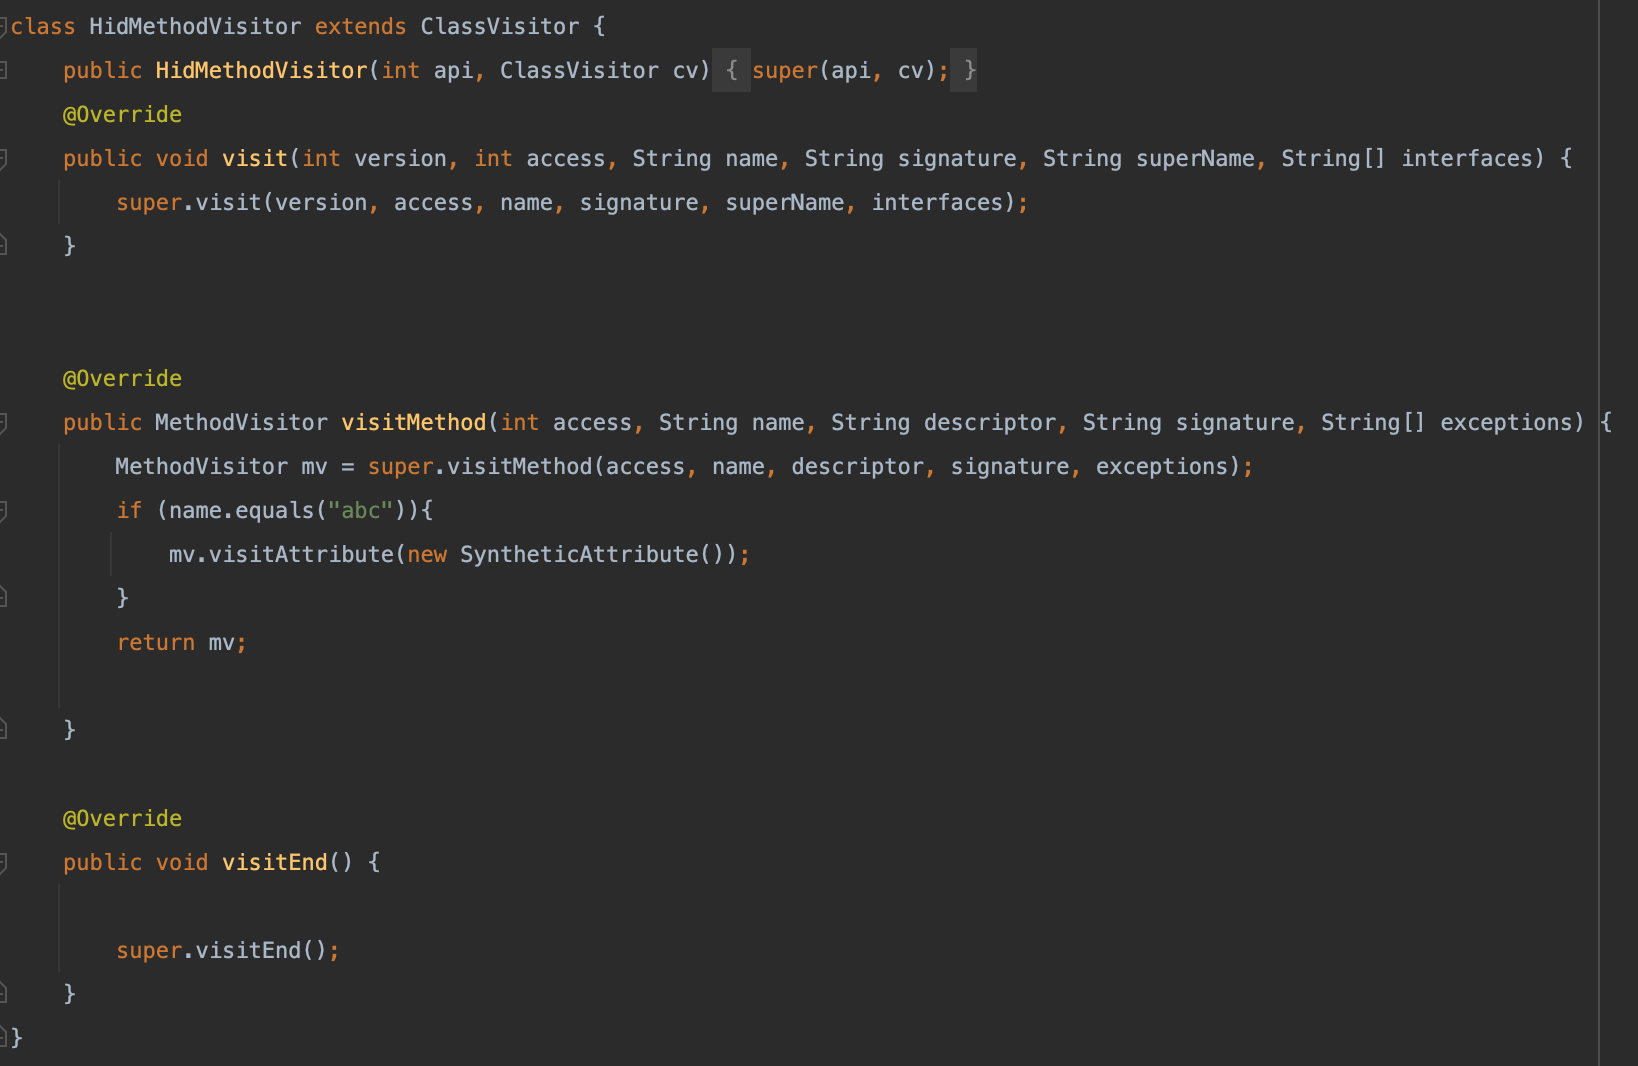 class HidMethodVisitor extends ClassVisitor {
public HidMethodVisitor(int api, ClassVisitor cv) { super(api, cv); }
@Override
public void visit(int version, int access, String name, String signature, String superName, String[] interfaces) {
super.visit(version, access, name, signature, superName, interfaces);
}
@Override
public MethodVisitor visitMethod(int access, String name, String descriptor, String signature, String[] exceptions) {
MethodVisitor mv = super.visitMethod(access, name, descriptor, signature, exceptions);
if (name.equals("abc")){
mv.visitAttribute(new SyntheticAttribute());
}
return mv;
}
@Override
public void visitEnd() {
super.visitEnd();
}
}